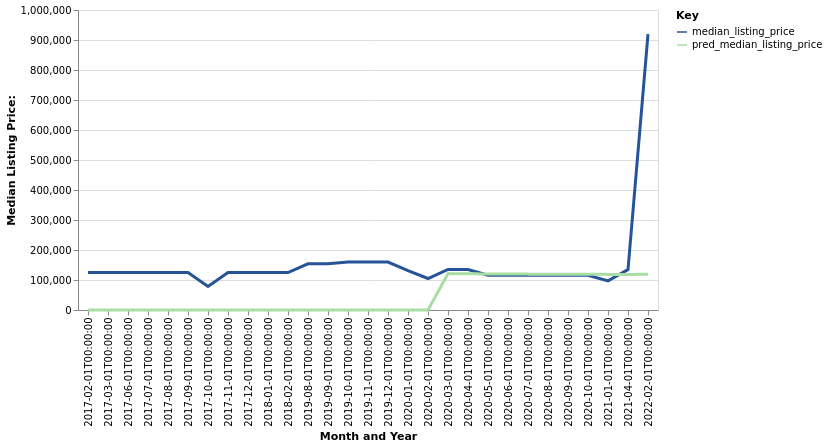 1,000,000
900,000
800,000
700,000
600,000
500,000
400,000
300,000
200,000
100,000
0
Median Listing Price:
2017-02-01T00:00:00
2017-03-01T00:00:00
2017-06-01T00:00:00
2017-07-01T00:00:00
2017-08-01T00:00:00
2017-09-01T00:00:00
2017-10-01T00:00:00
2017-11-01T00:00:00
2017-12-01T00:00:00
2018-01-01T00:00:00
2018-02-01T00:00:00
2019-08-01T00:00:00
2019-09-01T00:00:00
2019-10-01T00:00:00
2019-11-01T00:00:00
2019-12-01T00:00:00
2020-01-01T00:00:00
2020-02-01T00:00:00
2020-03-01T00:00:00
2020-04-01T00:00:00
2020-05-01T00:00:00
2020-06-01T00:00:00
2020-07-01T00:00:00
2020-08-01T00:00:00
2020-09-01T00:00:00
2020-10-01T00:00:00
2021-01-01T00:00:00
2021-04-01T00:00:00
2022-02-01T00:00:00
Month and Year
Key
median_listing_price
pred_median_listing_price